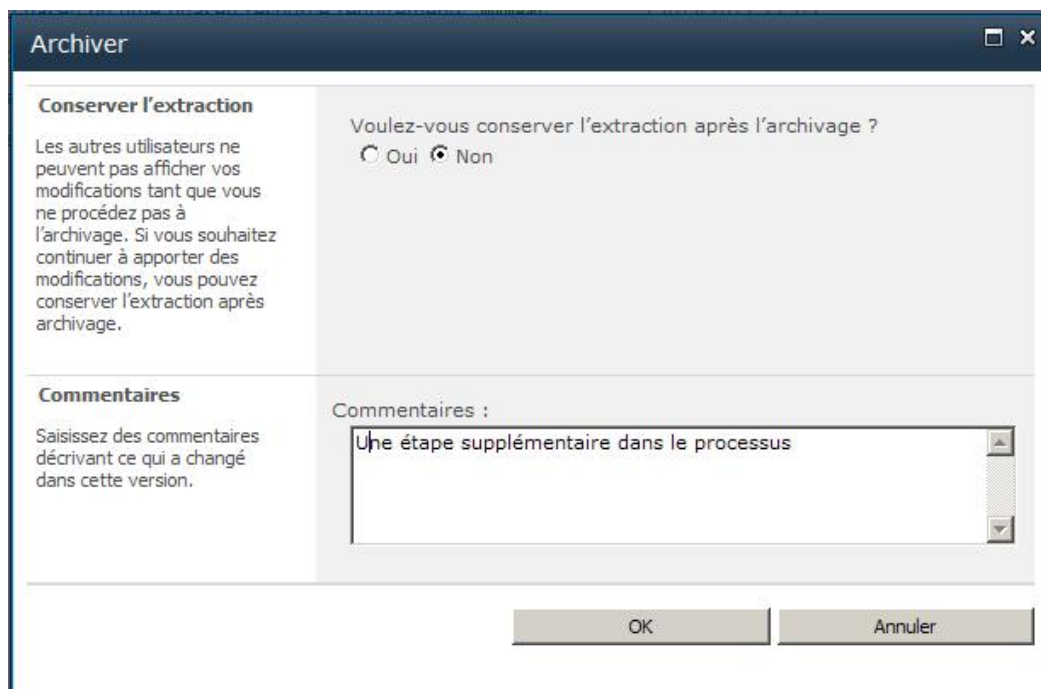 Archiver
Conserver l'extraction
Les autres utilisateurs ne
peuvent pas afficher vos
modifications tant que vous
ne procédez pas à
l'archivage. Si vous souhaitez
continuer à apporter des
modifications, vous pouvez
conserver l'extraction après
archivage.
Voulez-vous conserver l'extraction après l'archivage ?
Oui Non
Commentaires
Saisissez des commentaires
décrivant ce qui a changé
dans cette version.
Commentaires :
Une étape supplémentaire dans le processus
OK Annuler